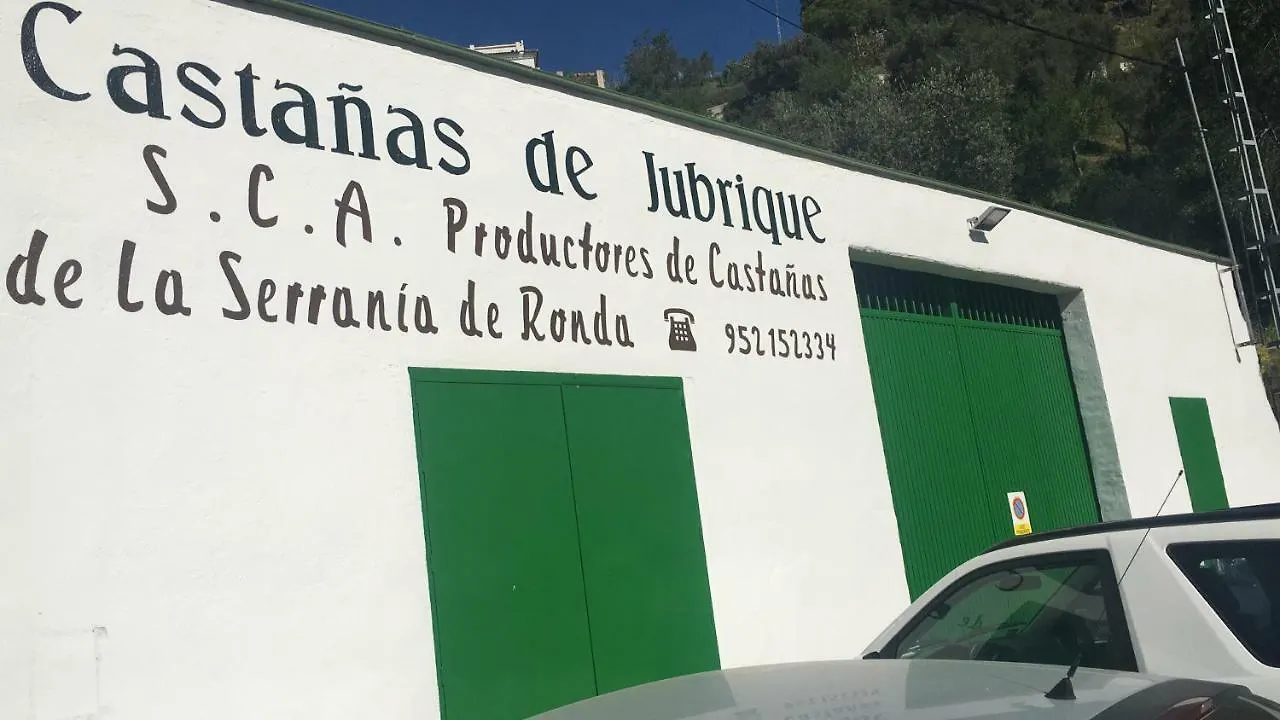 Castañas de Jubrique
S.C.A. Productores de Castañas
de La Serranía de Ronda ☎ 952152334